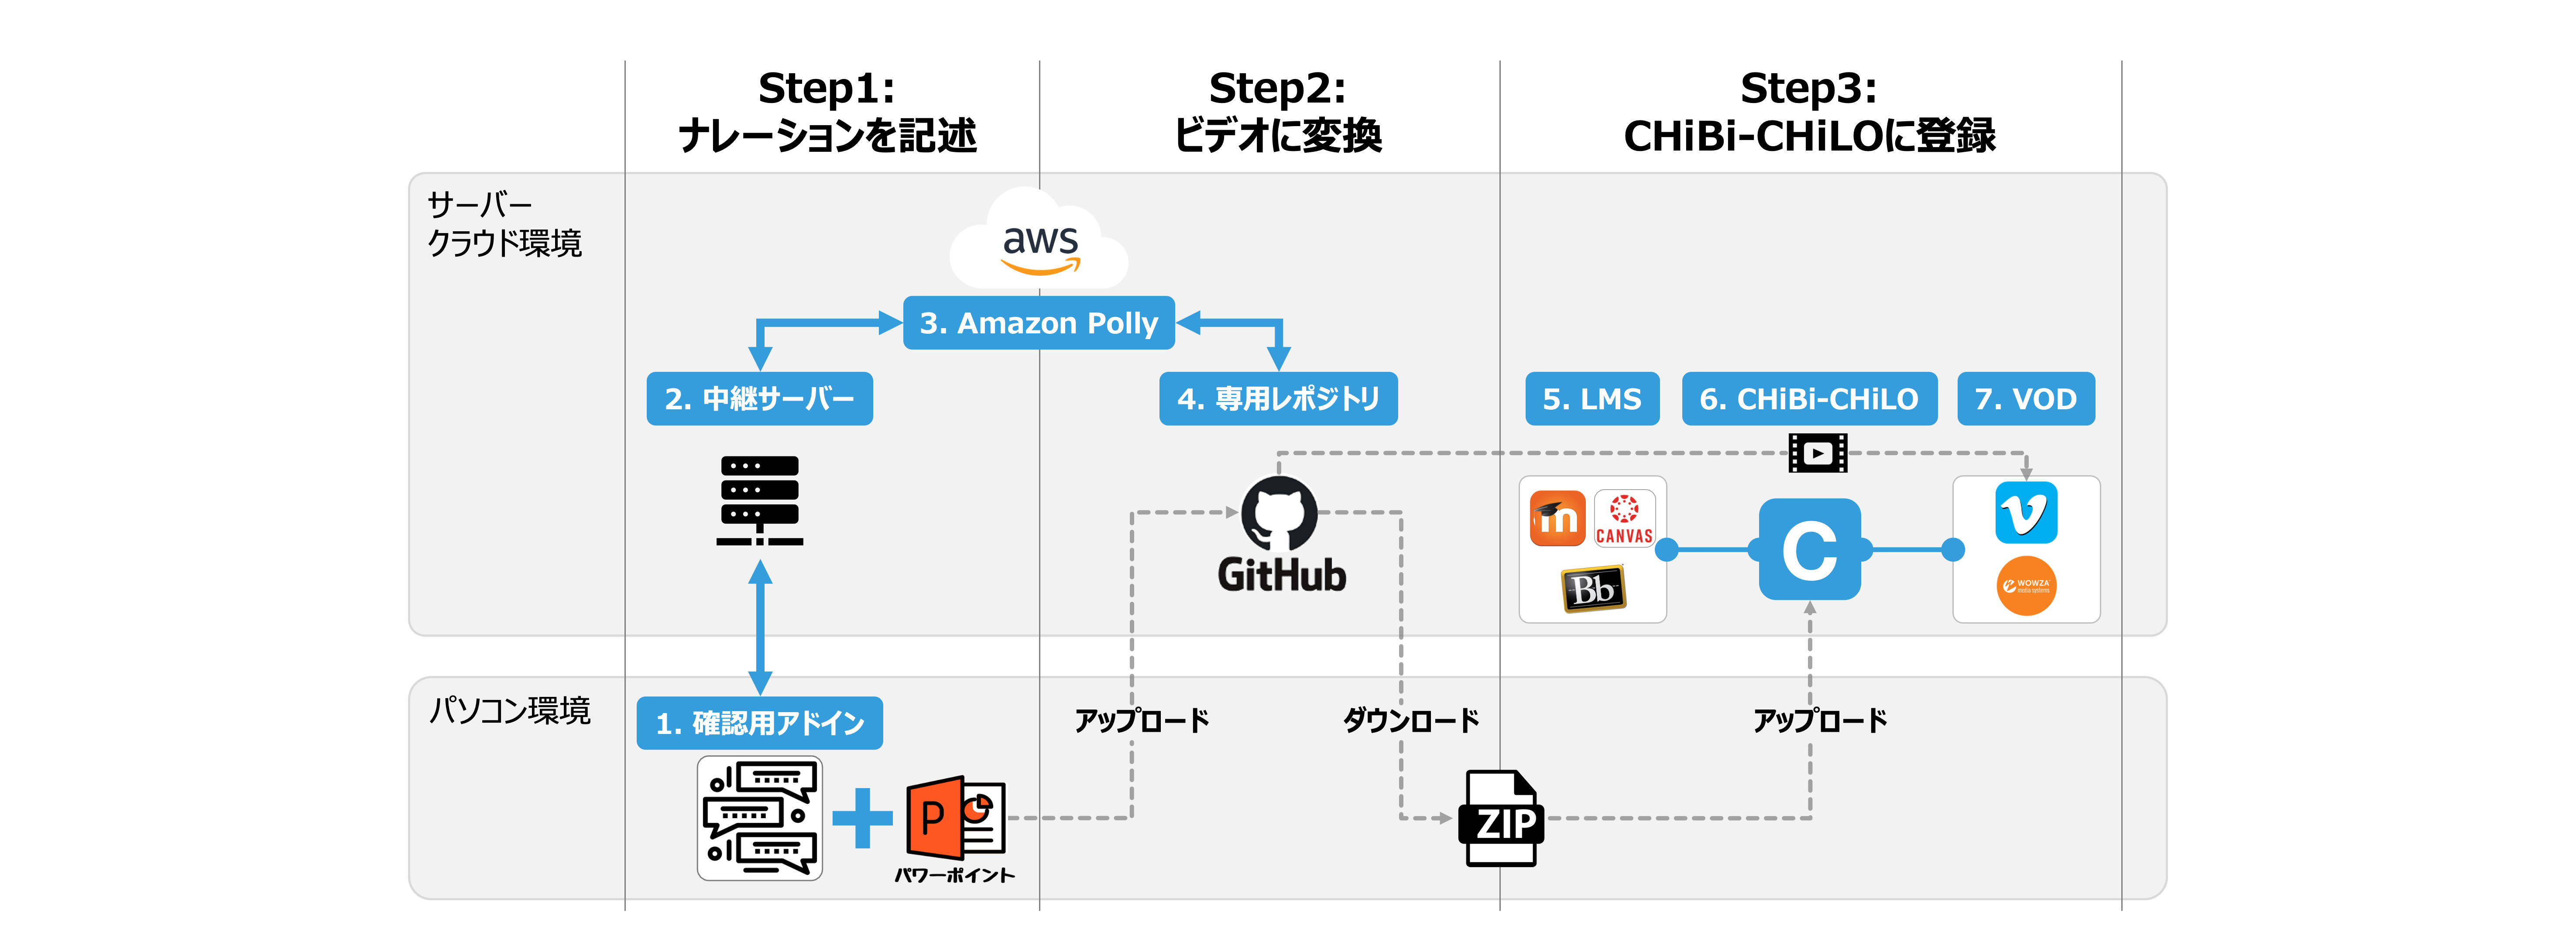 Step1:
ナレーションを記述
Step2:
ビデオに変換
Step3:
CHiBi-CHiLOに登録
サーバー
クラウド環境
aws
3. Amazon Polly
2. 中継サーバー
4. 専用レポジトリ
5. LMS
6. CHiBi-CHiLO
7. VOD
m
CANVAS
Bb
GitHub
C
v
WOWZA
media systems
パソコン環境
1. 確認用アドイン
アップロード
ダウンロード
アップロード
P
パワーポイント
ZIP